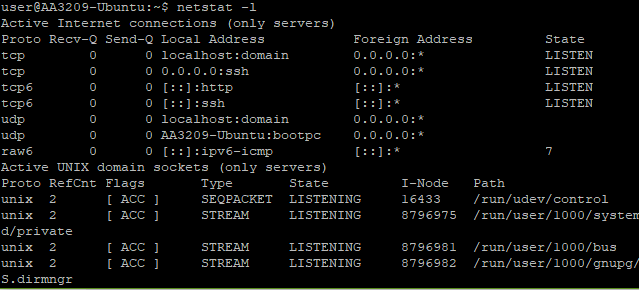 user@AA3209-Ubuntu:~$ netstat -l
Active Internet connections (only servers)
Proto Recv-Q Send-Q Local Address           Foreign Address         State
tcp        0      0 localhost:domain        0.0.0.0:*               LISTEN
tcp        0      0 0.0.0.0:ssh             0.0.0.0:*               LISTEN
tcp6       0      0 [::]:http               [::]:*                  LISTEN
tcp6       0      0 [::]:ssh                [::]:*                  LISTEN
udp        0      0 localhost:domain        0.0.0.0:*
udp        0      0 AA3209-Ubuntu:bootpc    0.0.0.0:*
raw6       0      0 [::]:ipv6-icmp          [::]:*                  7
Active UNIX domain sockets (only servers)
Proto RefCnt Flags       Type       State         I-Node   Path
unix  2      [ ACC ]     SEQPACKET  LISTENING     16433    /run/udev/control
unix  2      [ ACC ]     STREAM     LISTENING     8796975  /run/user/1000/system
d/private
unix  2      [ ACC ]     STREAM     LISTENING     8796981  /run/user/1000/bus
unix  2      [ ACC ]     STREAM     LISTENING     8796982  /run/user/1000/gnupg/
S.dirmngr